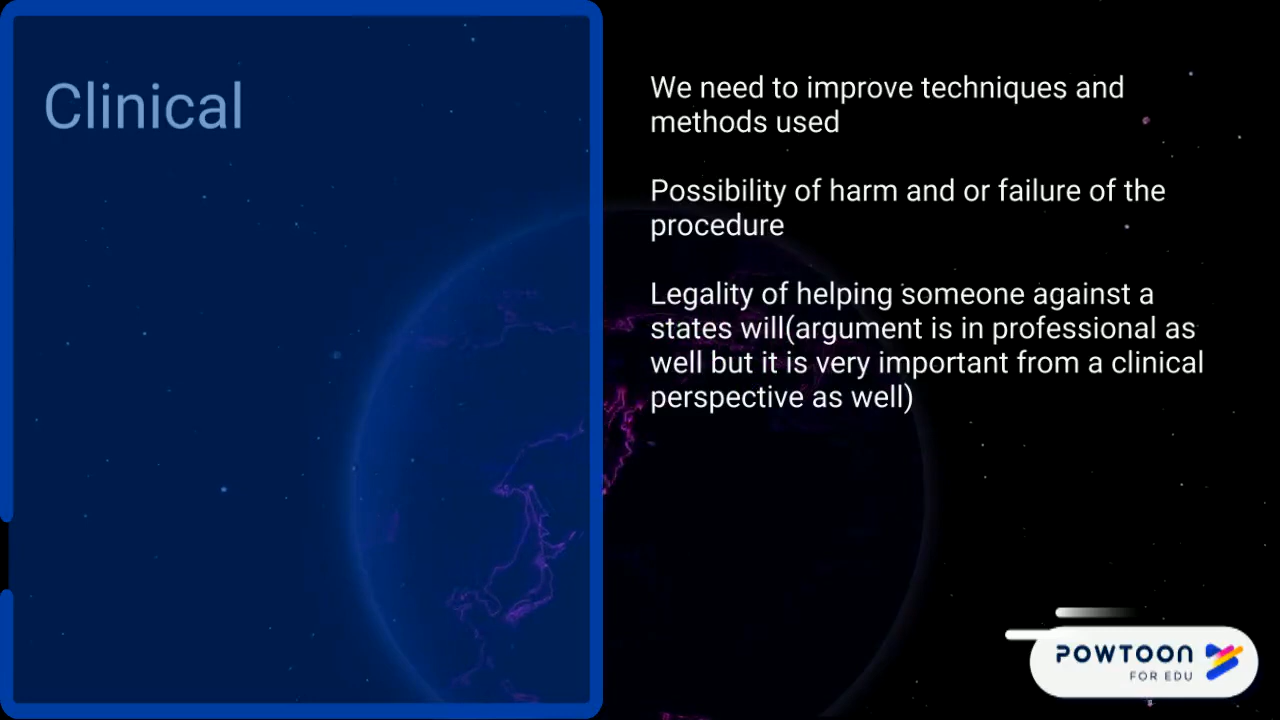 Clinical
We need to improve techniques and
methods used
Possibility of harm and or failure of the
procedure
Legality of helping someone against a
states will(argument is in professional as
well but it is very important from a clinical
perspective as well)
POWTOON
FOR EDU